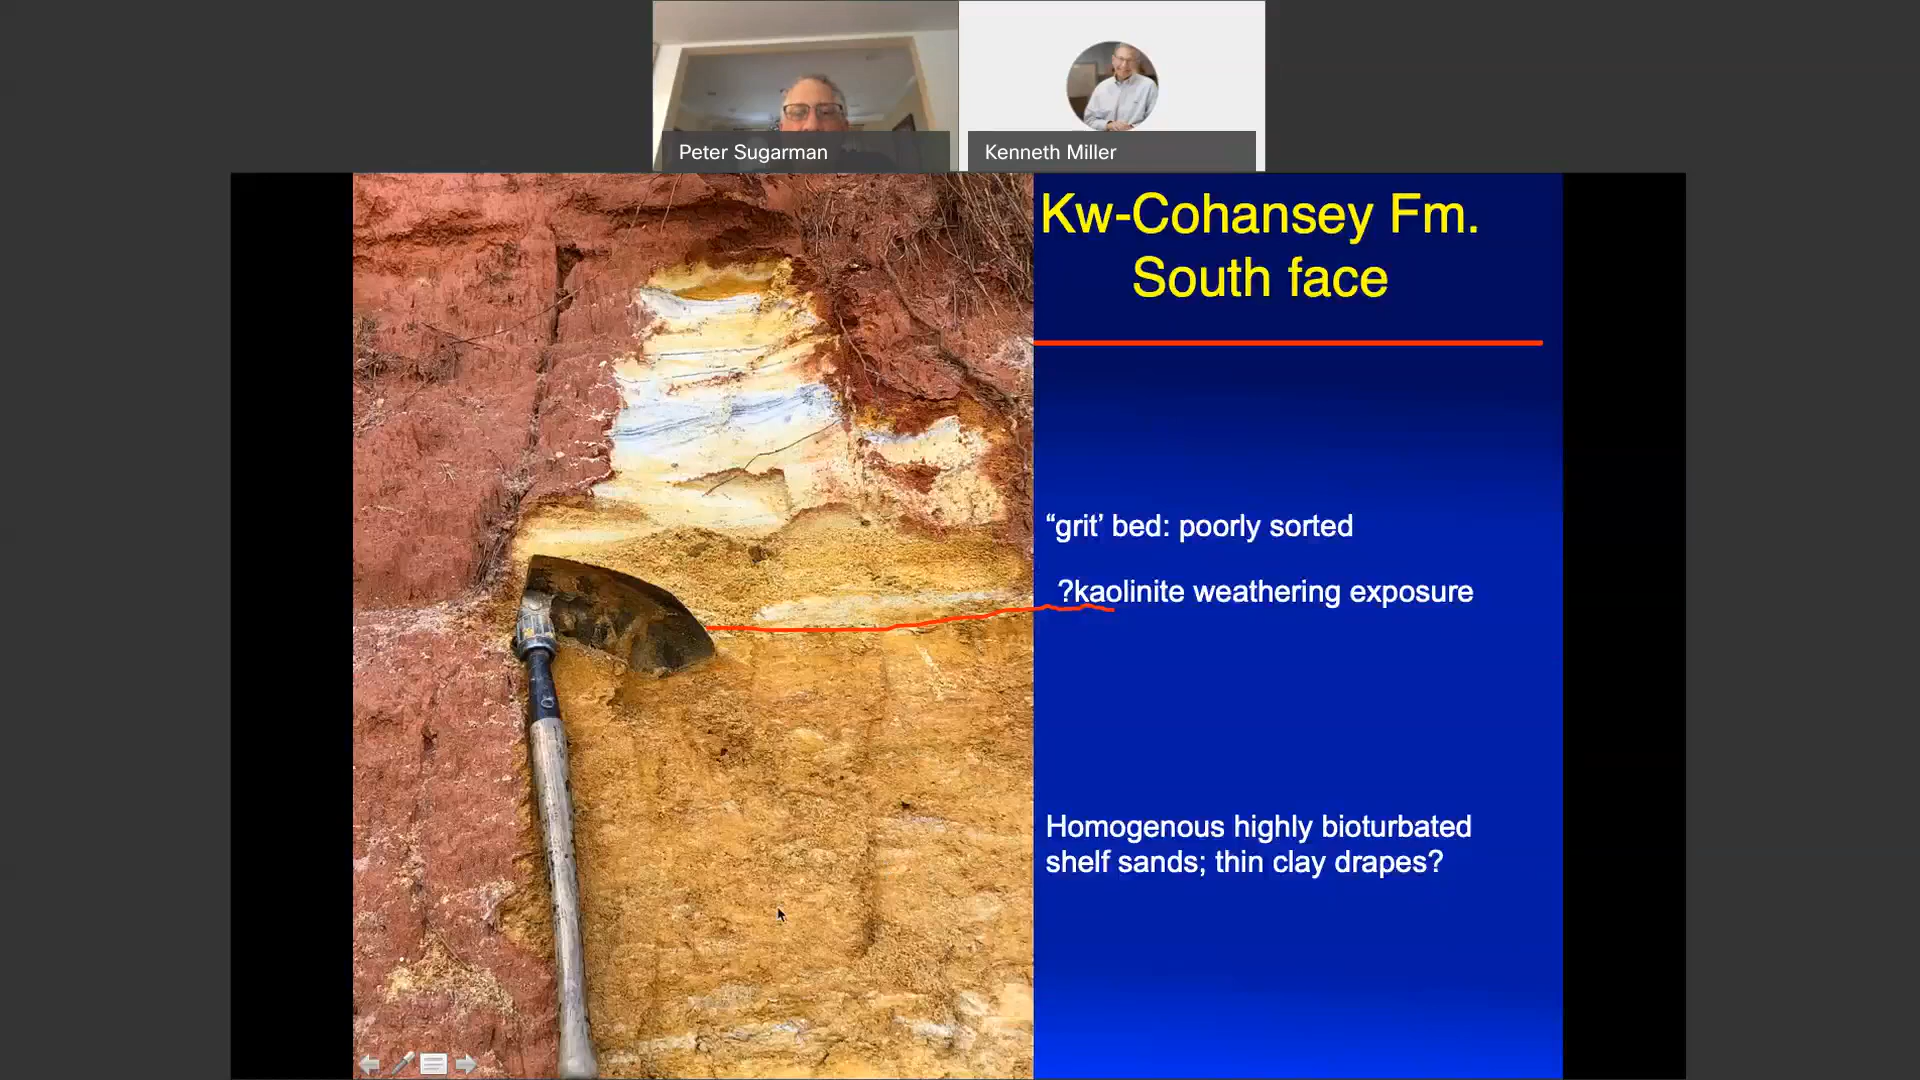 Peter Sugarman
Kenneth Miller
Kw-Cohansey Fm.
South face
“grit’ bed: poorly sorted
?kaolinite weathering exposure
Homogenous highly bioturbated
shelf sands; thin clay drapes?